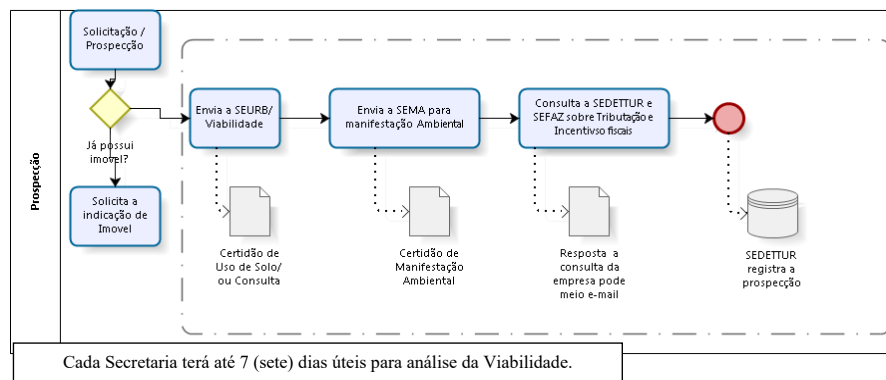 Prospecção
Solicitação /
Prospecção
Já possui
imovel?
Solicita a
indicação de
Imovel
Envia a SEURB/
Viabilidade
Envia a SEMA para
manifestação Ambiental
Consulta a SEDETTUR e
SEFAZ sobre Tributação e
Incentivso fiscais
Certidão de
Uso de Solo/
ou Consulta
Certidão de
Manifestação
Ambiental
Resposta a
consulta da
empresa pode
meio e-mail
SEDETTUR
registra a
prospecção
Cada Secretaria terá até 7 (sete) dias úteis para análise da Viabilidade.